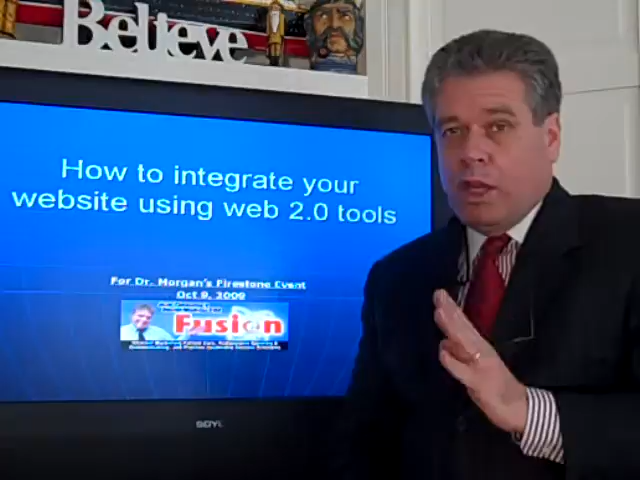 Believe
How to integrate your
website using web 2.0 tools
For Dr. Morgan's Firestone Event
Oct 9, 2009
Fusion
SONY